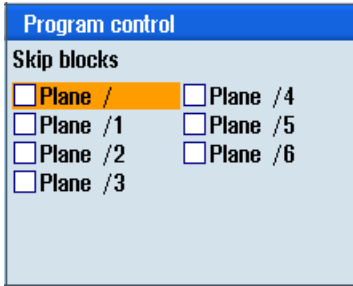 Program control
Skip blocks
Plane /
Plane /1
Plane /2
Plane /3
Plane /4
Plane /5
Plane /6